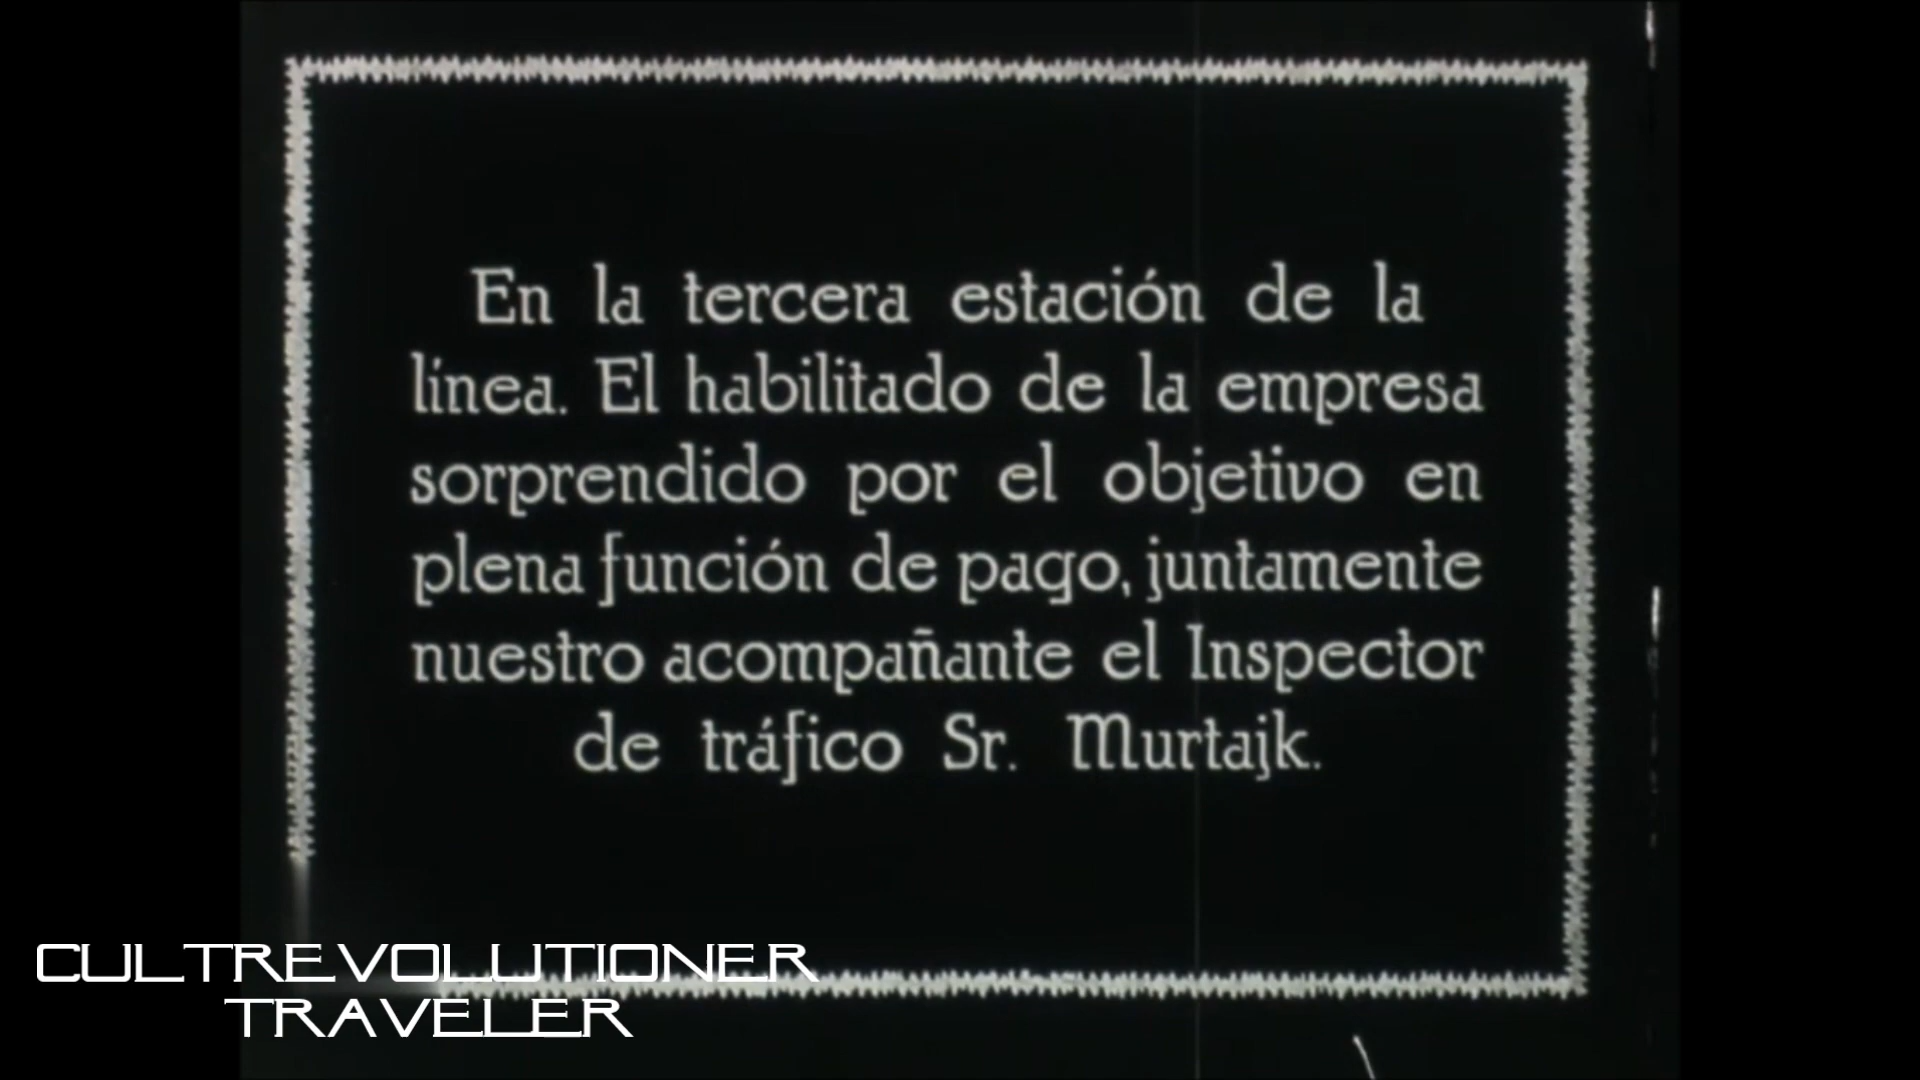 En la tercera estación de la
línea. El habilitado de la empresa
sorprendido por el objetivo en
plena función de pago, juntamente
nuestro acompañante el Inspector
de tráfico Sr. Murtajk.
CULTREVOLUTIONER
TRAVELER